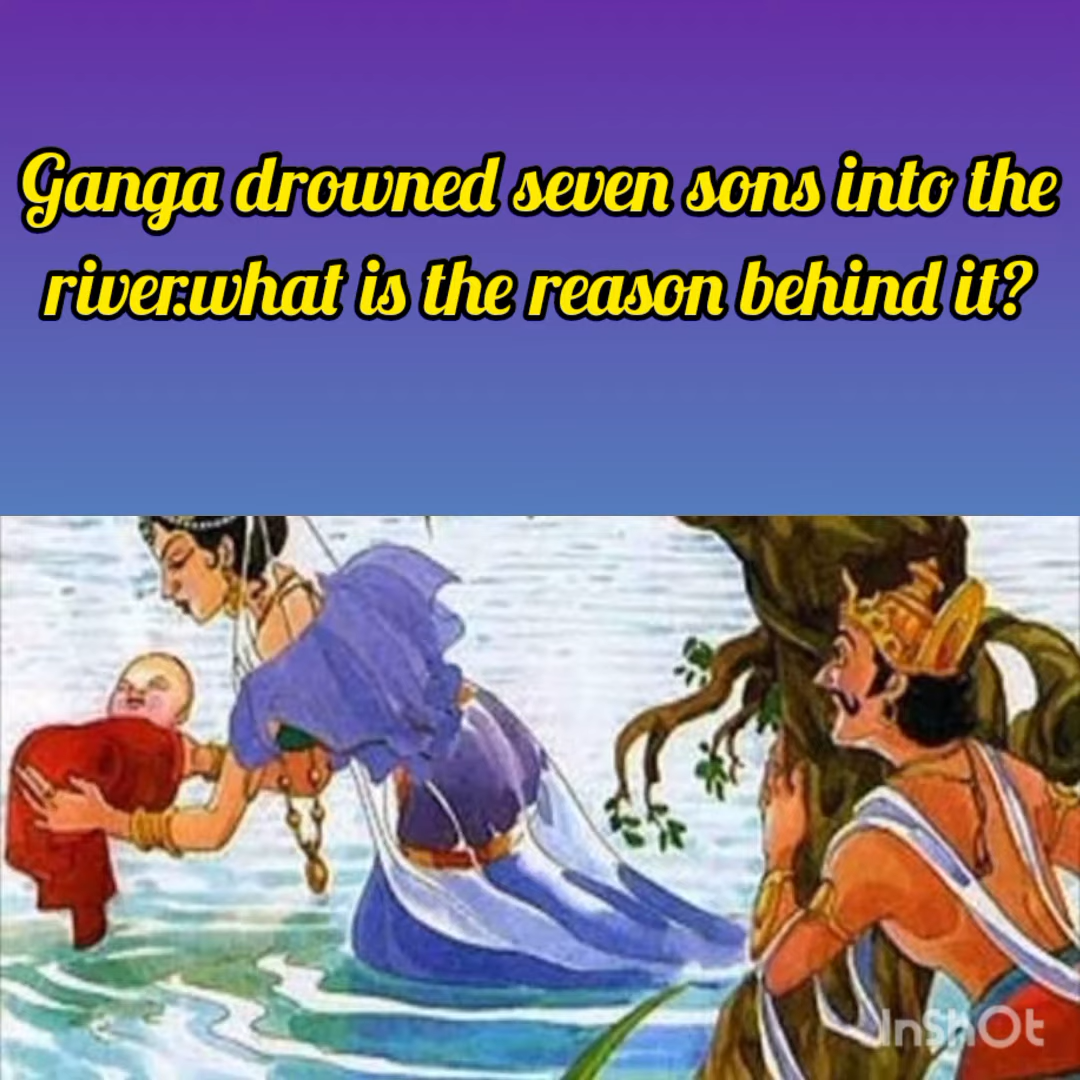 Ganga drowned seven sons into the
river.what is the reason behind it?
InShOt